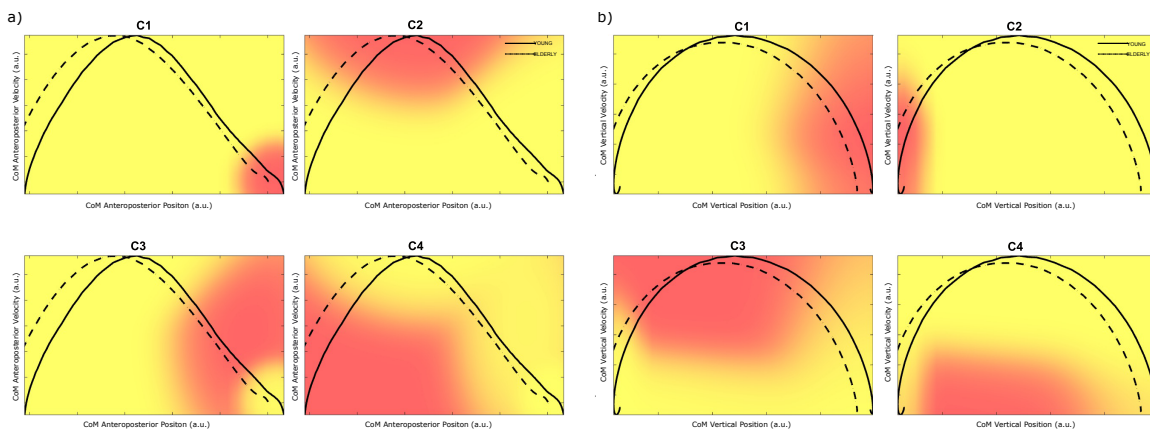 a)
C1
CoM Anteroposterior Velocity (a.u.)
CoM Anteroposterior Positon (a.u.)
C2
YOUNG
ELDERLY
CoM Anteroposterior Velocity (a.u.)
CoM Anteroposterior Positon (a.u.)
b)
C1
CoM Vertical Velocity (a.u.)
CoM Vertical Position (a.u.)
C2
YOUNG
ELDERLY
CoM Vertical Velocity (a.u.)
CoM Vertical Position (a.u.)
C3
CoM Anteroposterior Velocity (a.u.)
CoM Anteroposterior Positon (a.u.)
C4
CoM Anteroposterior Velocity (a.u.)
CoM Anteroposterior Positon (a.u.)
C3
CoM Vertical Velocity (a.u.)
CoM Vertical Position (a.u.)
C4
CoM Vertical Velocity (a.u.)
CoM Vertical Position (a.u.)